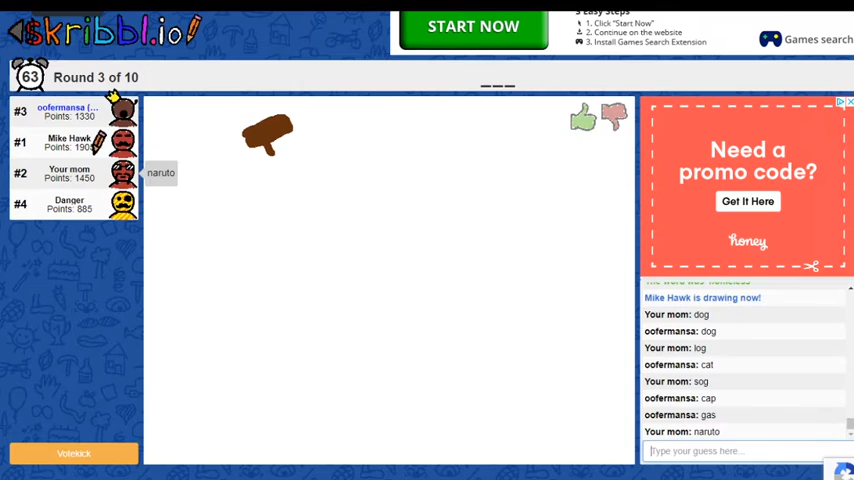 skribbl.io
START NOW
3 Easy Steps
1. Click "Start Now"
2. Continue on the website
3. Install Games Search Extension
Games search
63
Round 3 of 10
_ _ _
#3
oofermansa (...
Points: 1330
#1
Mike Hawk
Points: 1905
#2
Your mom
Points: 1450
naruto
#4
Danger
Points: 885
Need a
promo code?
Get It Here
honey
The word was 'homeless'
Mike Hawk is drawing now!
Your mom: dog
oofermansa: dog
Your mom: log
oofermansa: cat
Your mom: sog
oofermansa: cap
oofermansa: gas
Your mom: naruto
Type your guess here...
Votekick